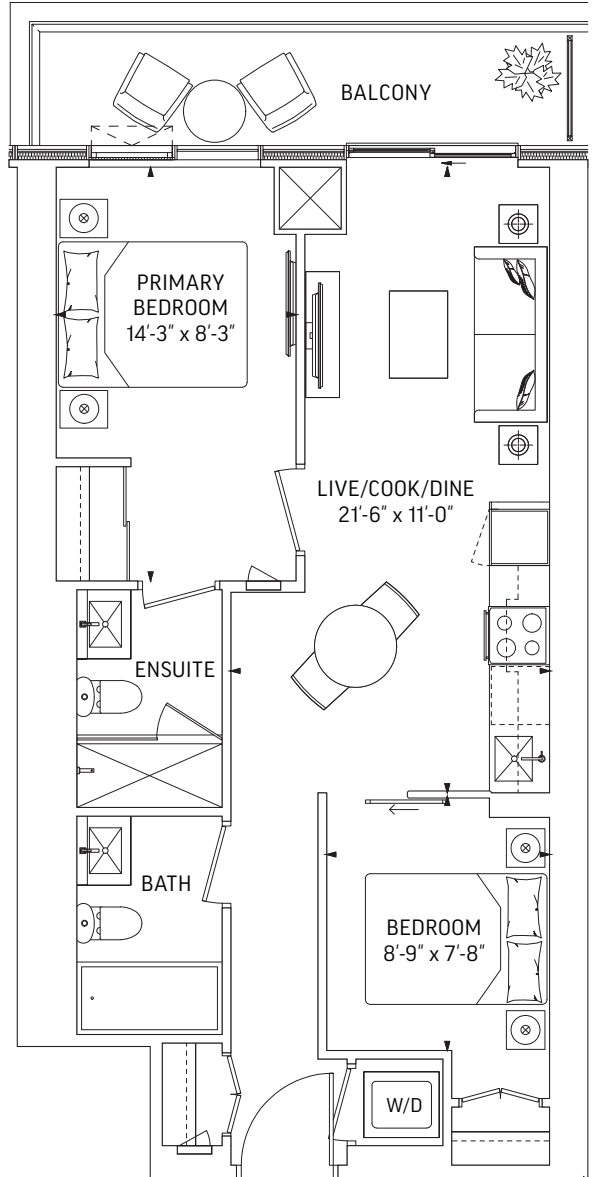 BALCONY
PRIMARY
BEDROOM
14'-3" x 8'-3"
LIVE/COOK/DINE
21'-6" x 11'-0"
ENSUITE
BATH
BEDROOM
8'-9" x 7'-8"
W/D